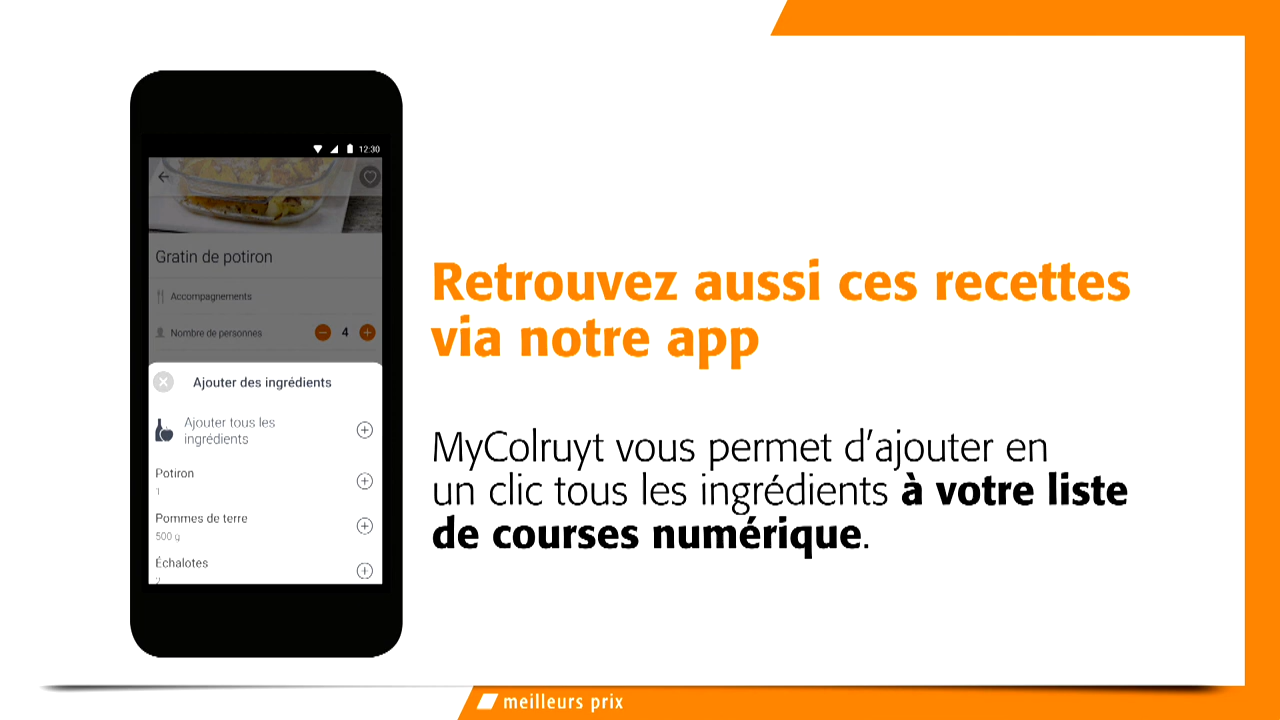 12:30
Gratin de potiron
Accompagnements
Nombre de personnes 4
Ajouter des ingrédients
Ajouter tous les
ingrédients
Potiron
1
Pommes de terre
500 g
Échalotes
2
Retrouvez aussi ces recettes
via notre app
MyColruyt vous permet d'ajouter en
un clic tous les ingrédients à votre liste
de courses numérique.
meilleurs prix